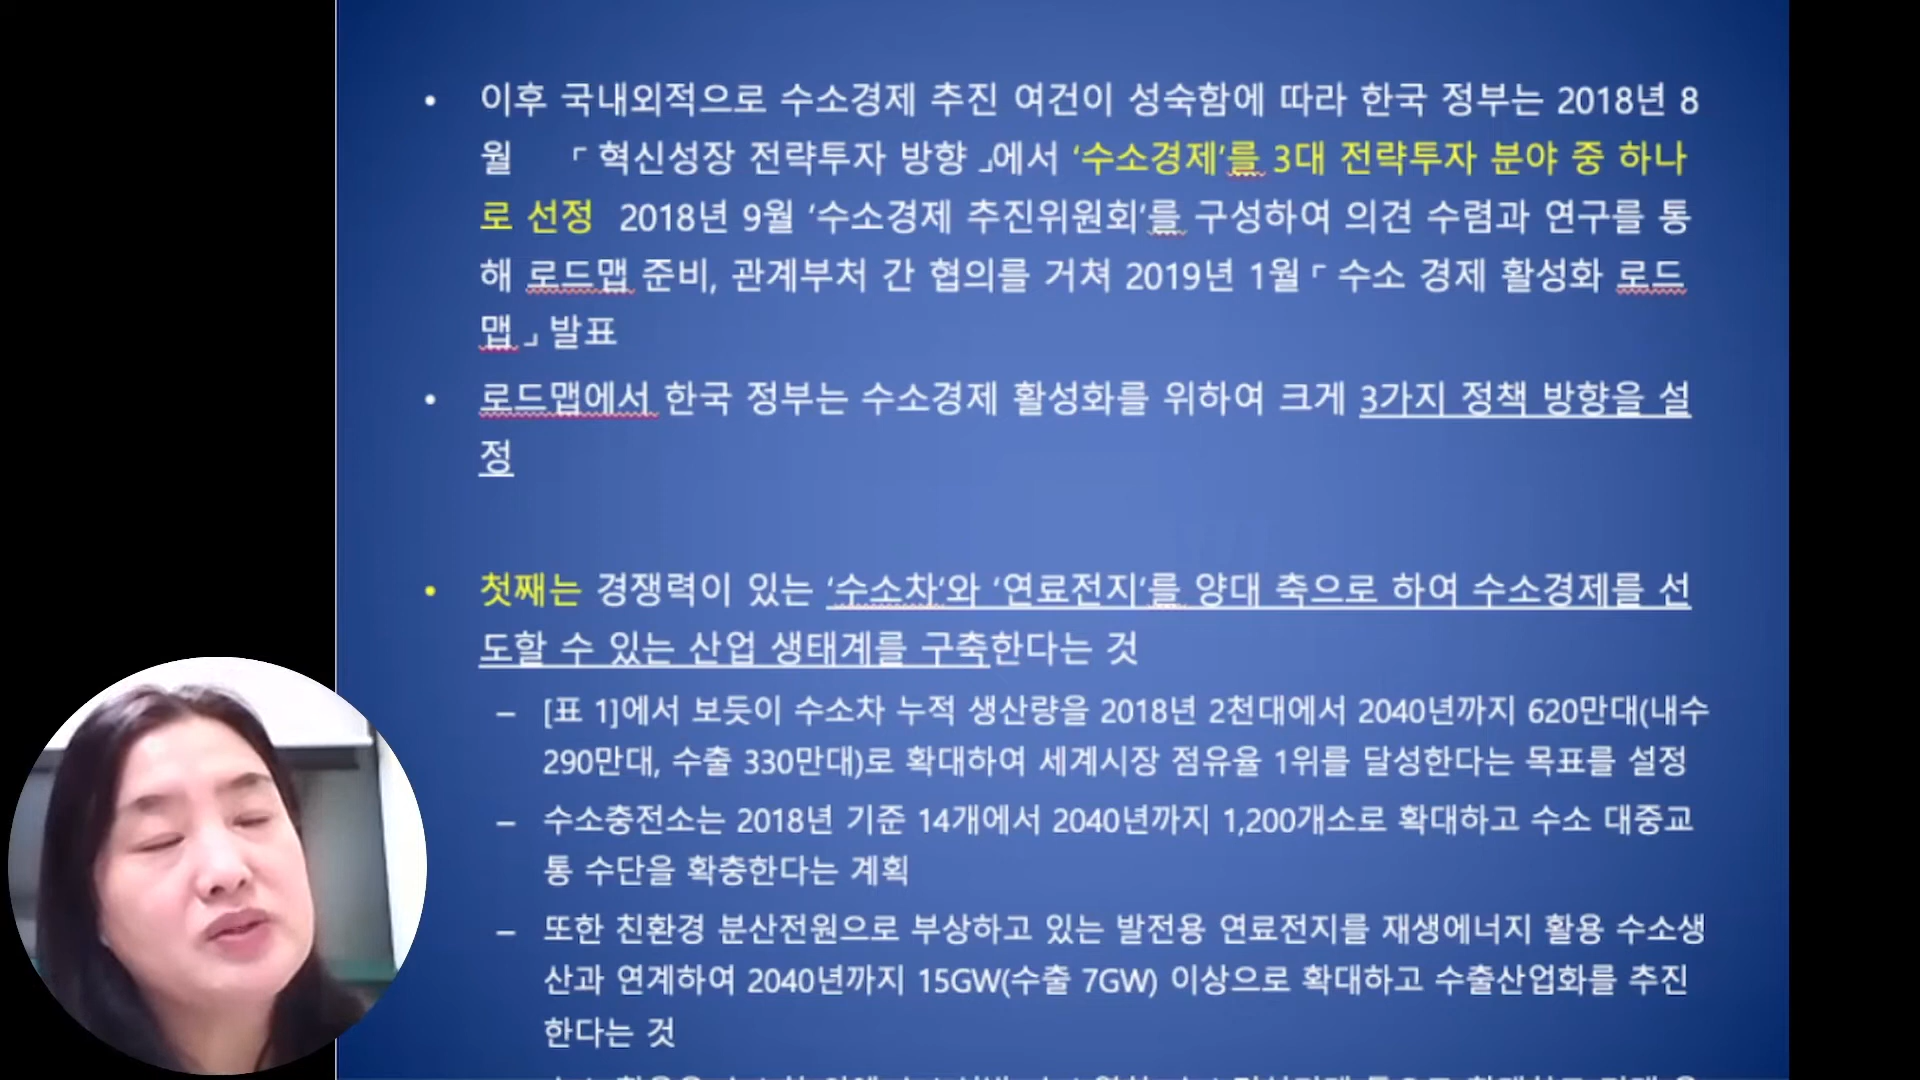 • 이후 국내외적으로 수소경제 추진 여건이 성숙함에 따라 한국 정부는 2018년 8
월 「혁신성장 전략투자 방향」에서 '수소경제'를 3대 전략투자 분야 중 하나
로 선정 2018년 9월 '수소경제 추진위원회'를 구성하여 의견 수렴과 연구를 통
해 로드맵 준비, 관계부처 간 협의를 거쳐 2019년 1월「수소 경제 활성화 로드
맵」발표
• 로드맵에서 한국 정부는 수소경제 활성화를 위하여 크게 3가지 정책 방향을 설
정
• 첫째는 경쟁력이 있는 '수소차'와 '연료전지'를 양대 축으로 하여 수소경제를 선
도할 수 있는 산업 생태계를 구축한다는 것
– [표 1]에서 보듯이 수소차 누적 생산량을 2018년 2천대에서 2040년까지 620만대(내수
290만대, 수출 330만대)로 확대하여 세계시장 점유율 1위를 달성한다는 목표를 설정
– 수소충전소는 2018년 기준 14개에서 2040년까지 1,200개소로 확대하고 수소 대중교
통 수단을 확충한다는 계획
– 또한 친환경 분산전원으로 부상하고 있는 발전용 연료전지를 재생에너지 활용 수소생
산과 연계하여 2040년까지 15GW(수출 7GW) 이상으로 확대하고 수출산업화를 추진
한다는 것